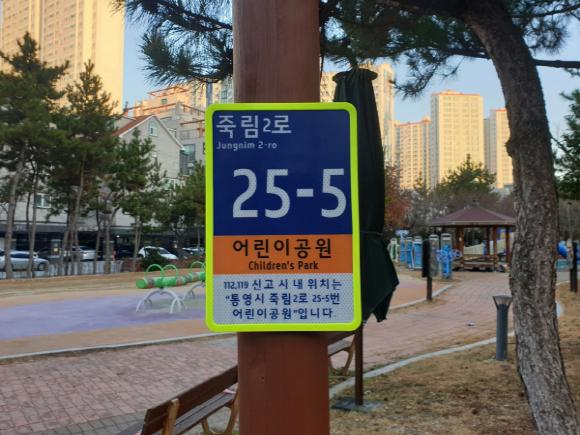 죽림2로
Jungnim 2-ro
25-5
어린이공원
Children's Park
112,119 신고 시 내 위치는
"통영시 죽림2로 25-5번
어린이공원"입니다.